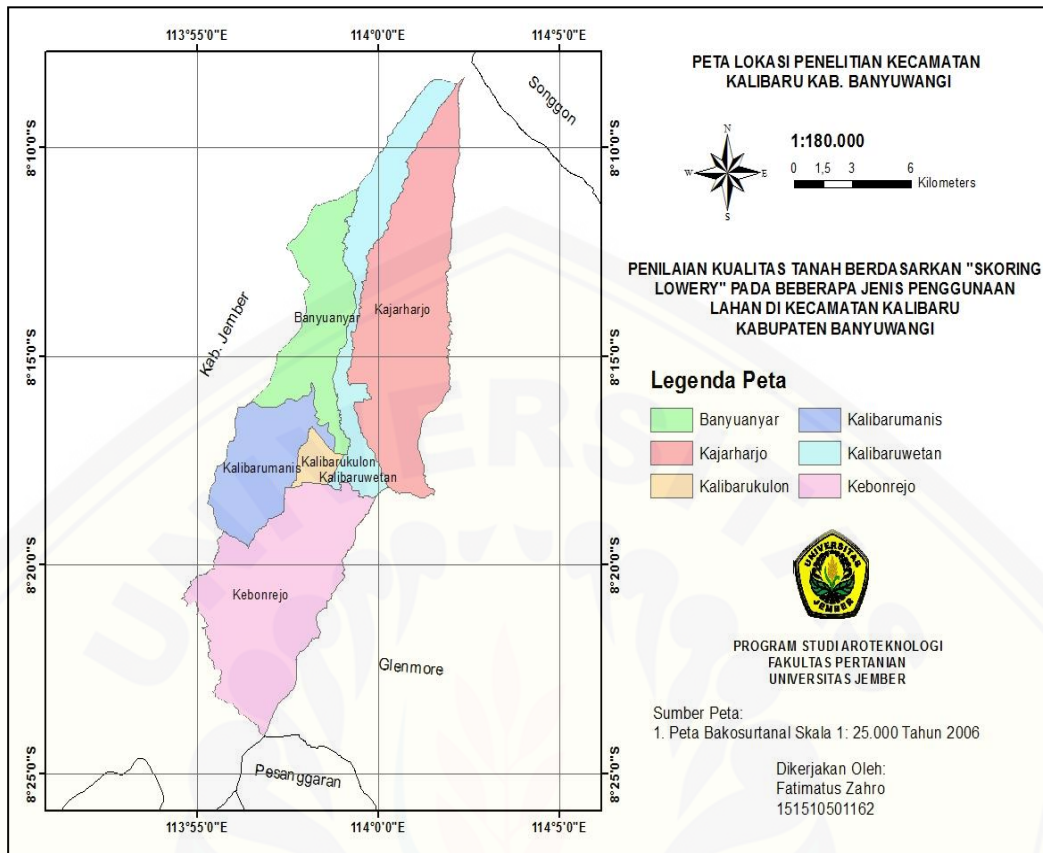 113°55'0"E
114°0'0"E
114°5'0"E
8°10'0"S
8°15'0"S
8°20'0"S
8°25'0"S
8°10'0"S
8°15'0"S
8°20'0"S
8°25'0"S
113°55'0"E
114°0'0"E
114°5'0"E
Songgon
Kab. Jember
Banyuanyar
Kajarharjo
Kalibarukulon
Kalibarumanis
Kalibaruwetan
Kebonrejo
Glenmore
Pesanggaran
PETA LOKASI PENELITIAN KECAMATAN
KALIBARU KAB. BANYUWANGI
N
W
E
S
1:180.000
0 1,5 3 6
Kilometers
PENILAIAN KUALITAS TANAH BERDASARKAN "SKORING
LOWERY" PADA BEBERAPA JENIS PENGGUNAAN
LAHAN DI KECAMATAN KALIBARU
KABUPATEN BANYUWANGI
Legenda Peta
Banyuanyar
Kalibarumanis
Kajarharjo
Kalibaruwetan
Kalibarukulon
Kebonrejo
UNIVERSITAS
JEMBER
PROGRAM STUDI AROTEKNOLOGI
FAKULTAS PERTANIAN
UNIVERSITAS JEMBER
Sumber Peta:
1. Peta Bakosurtanal Skala 1: 25.000 Tahun 2006
Dikerjakan Oleh:
Fatimatus Zahro
151510501162
UNIVERSITAS